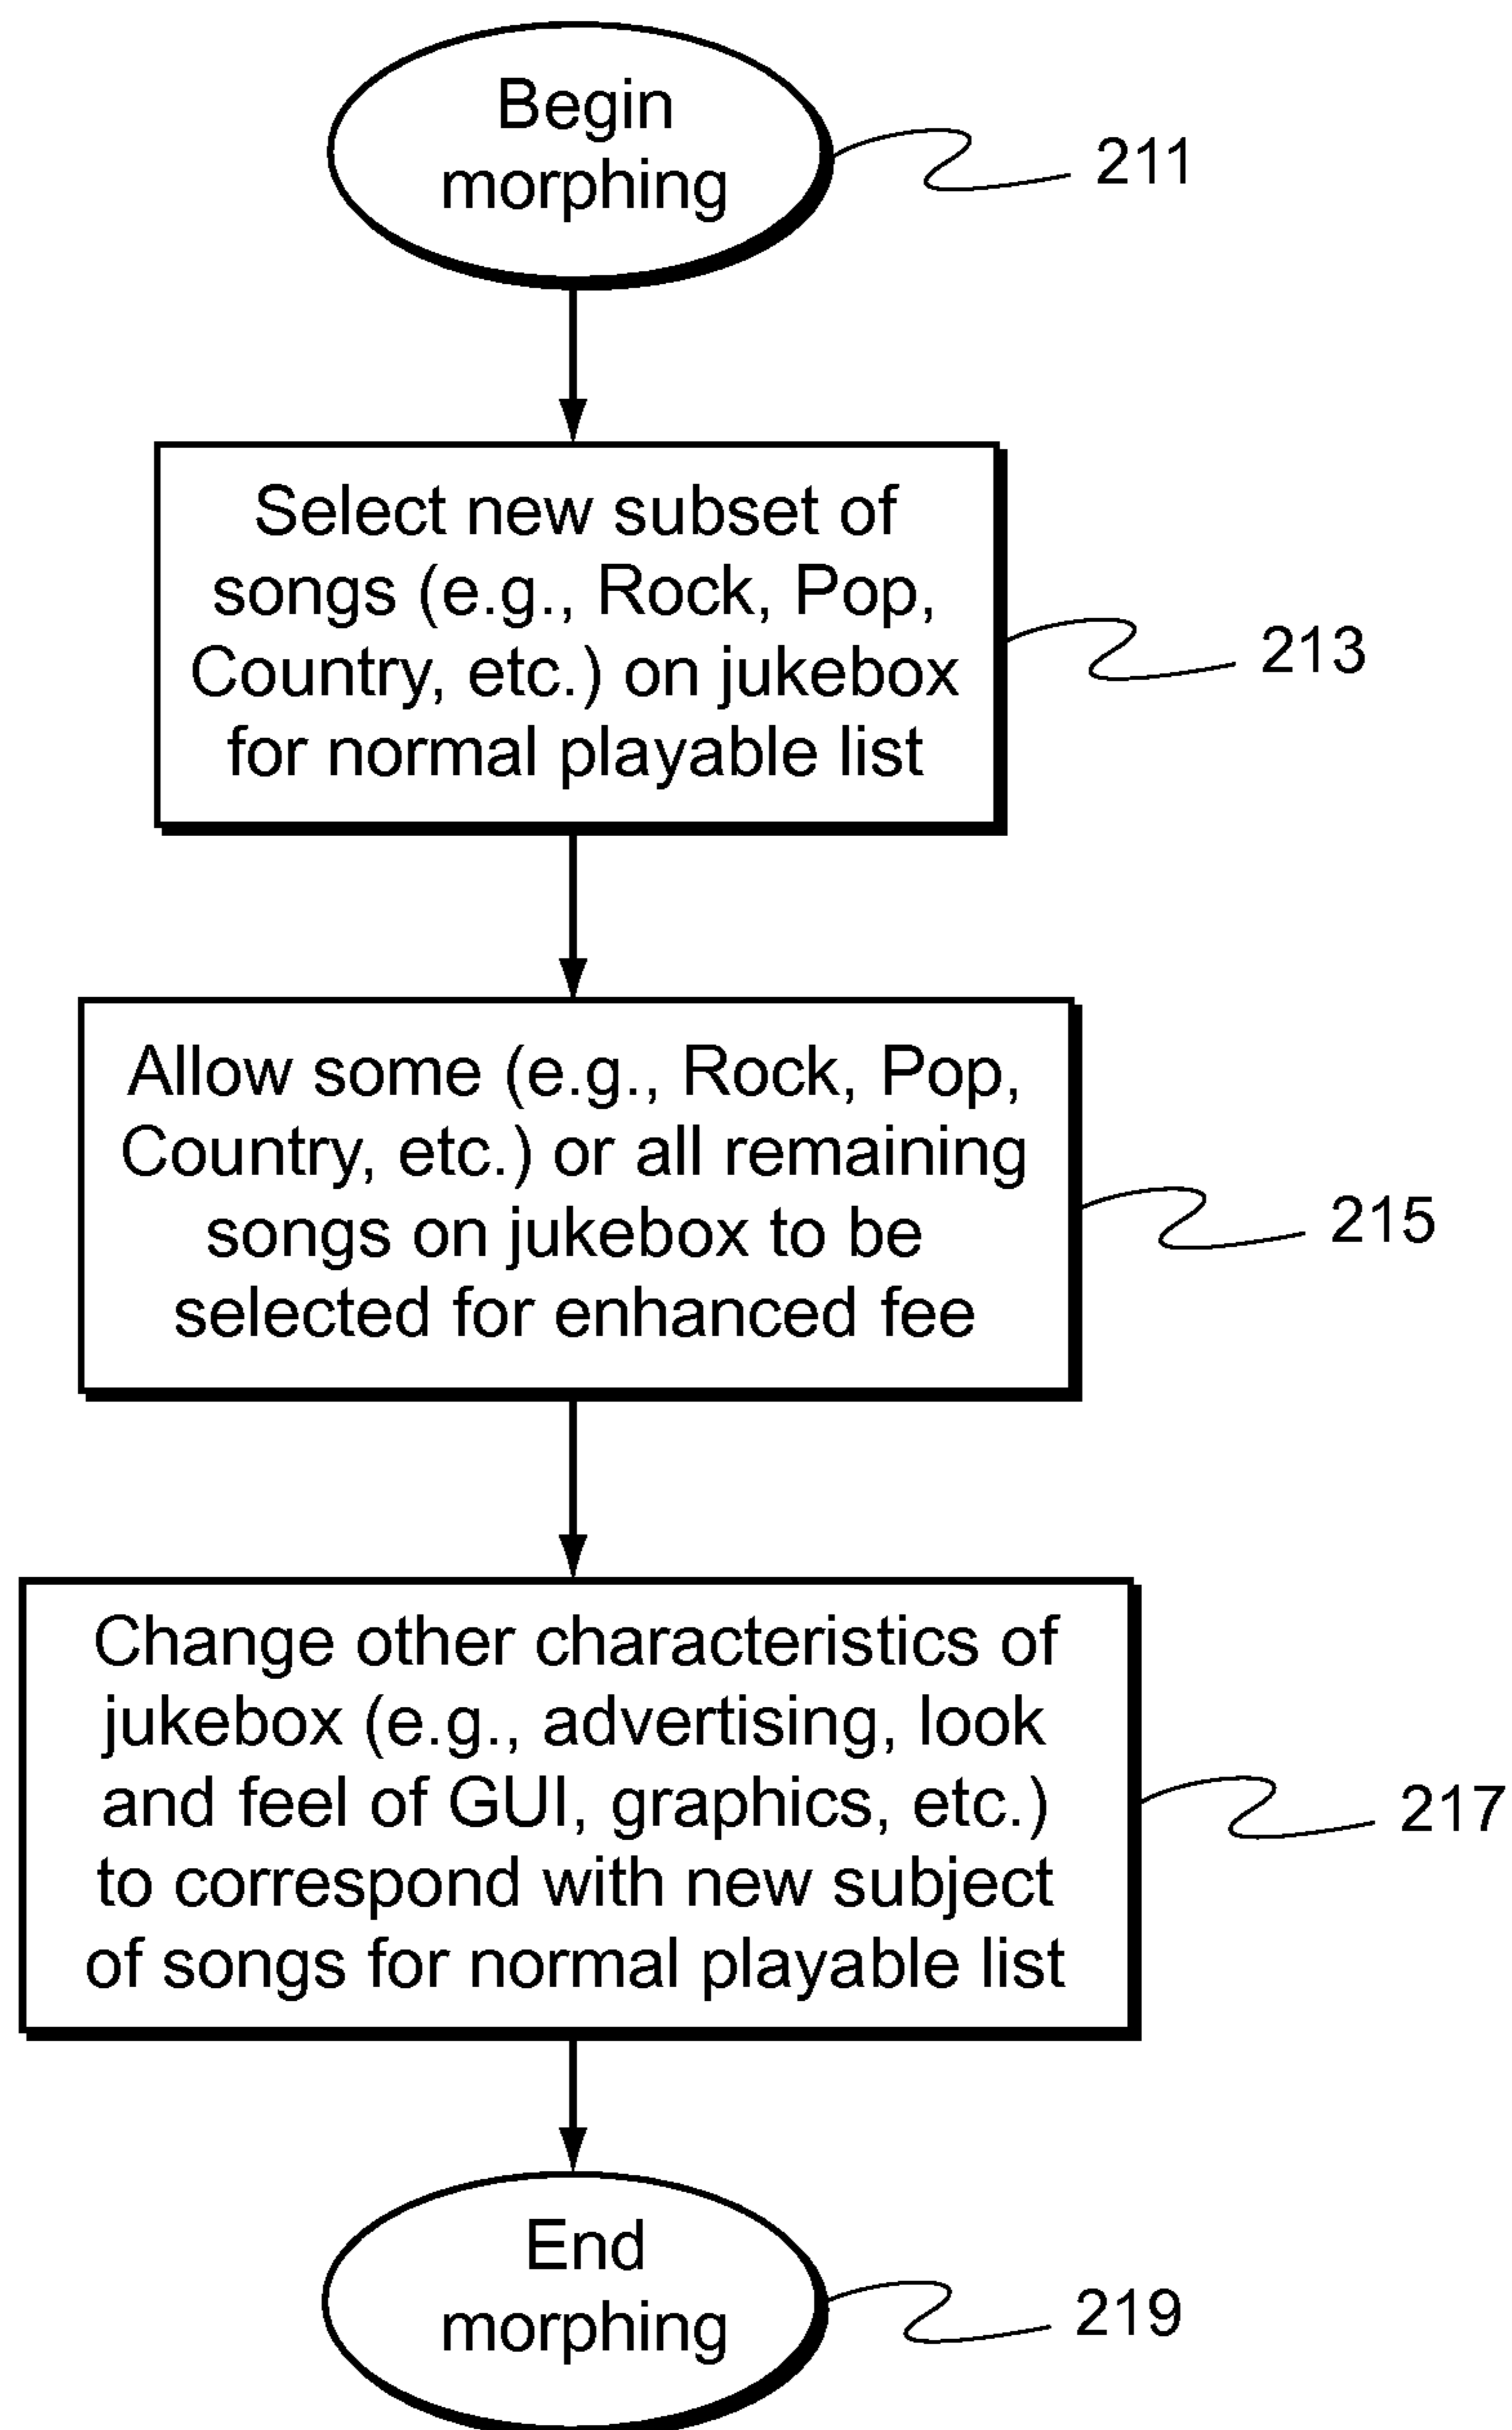 Begin
morphing
211
Select new subset of
songs (e.g., Rock, Pop,
Country, etc.) on jukebox
for normal playable list
213
Allow some (e.g., Rock, Pop,
Country, etc.) or all remaining
songs on jukebox to be
selected for enhanced fee
215
Change other characteristics of
jukebox (e.g., advertising, look
and feel of GUI, graphics, etc.)
to correspond with new subject
of songs for normal playable list
217
End
morphing
219